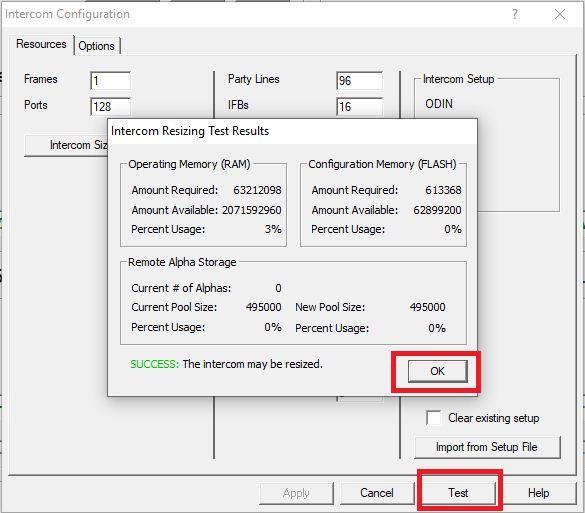 Intercom Configuration
Resources
Options
Frames 1
Ports 128
Party Lines 96
IFBs 16
Intercom Setup
ODIN
Intercom Siz
Intercom Resizing Test Results
Operating Memory (RAM)
Amount Required: 63212098
Amount Available: 2071592960
Percent Usage: 3%
Configuration Memory (FLASH)
Amount Required: 613368
Amount Available: 62899200
Percent Usage: 0%
Remote Alpha Storage
Current # of Alphas: 0
Current Pool Size: 495000 New Pool Size: 495000
Percent Usage: 0% Percent Usage: 0%
SUCCESS: The intercom may be resized.
OK
Clear existing setup
Import from Setup File
Apply Cancel Test Help